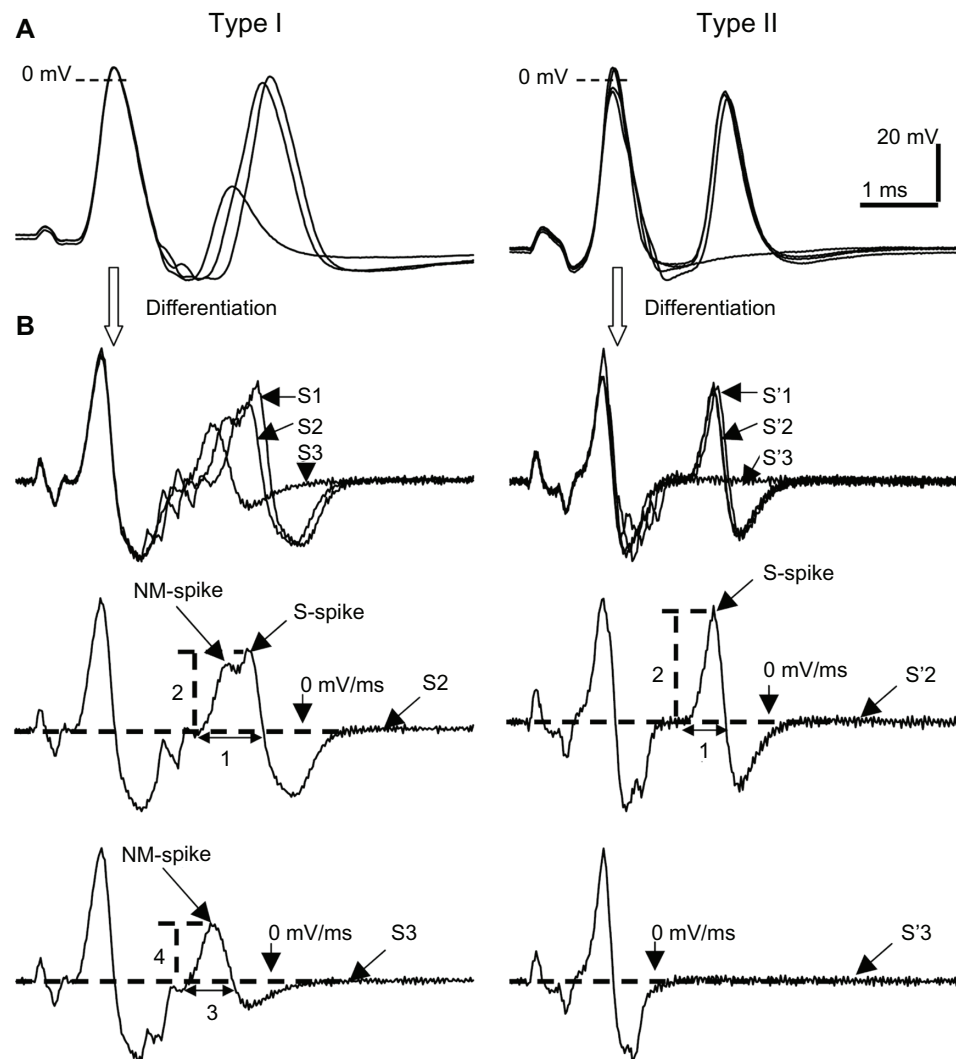 A
Type I
Type II
0 mV
0 mV
20 mV
1 ms
Differentiation
Differentiation
B
S1
S2
S3
S'1
S'2
S'3
NM-spike
S-spike
0 mV/ms
S2
2
1
S-spike
0 mV/ms
S'2
2
1
NM-spike
0 mV/ms
S3
4
3
0 mV/ms
S'3